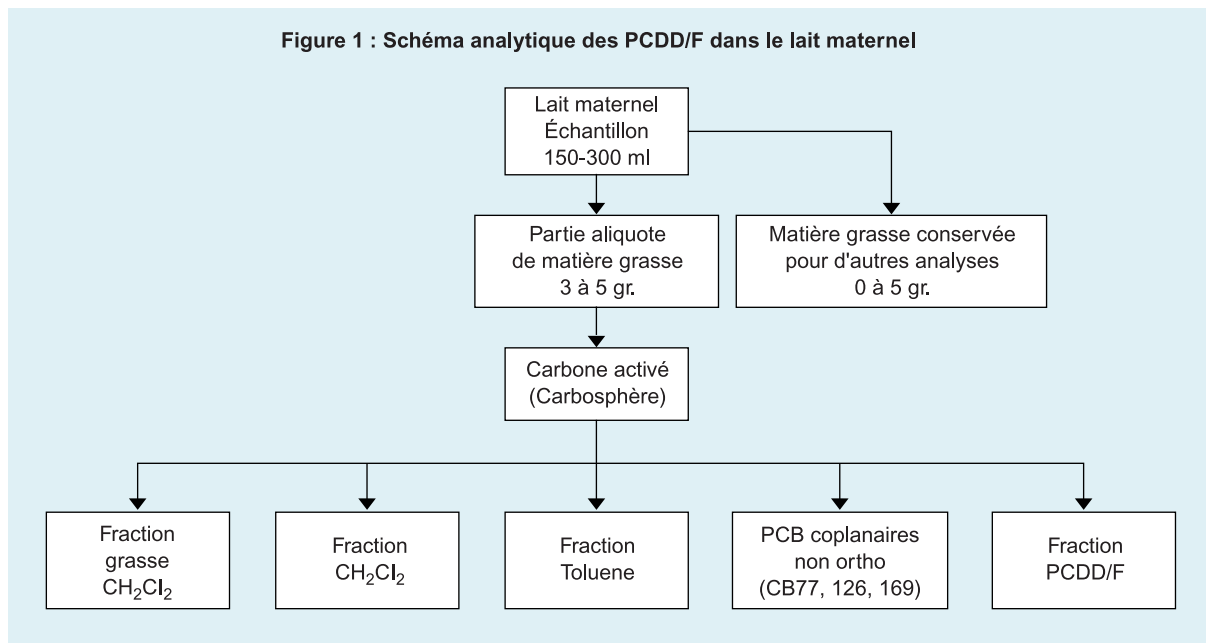 Figure 1 : Schéma analytique des PCDD/F dans le lait maternel
Lait maternel
Échantillon
150-300 ml
Partie aliquote
de matière grasse
3 à 5 gr.
Matière grasse conservée
pour d'autres analyses
0 à 5 gr.
Carbone activé
(Carbosphère)
Fraction
grasse
CH₂Cl₂
Fraction
CH₂Cl₂
Fraction
Toluene
PCB coplanaires
non ortho
(CB77, 126, 169)
Fraction
PCDD/F